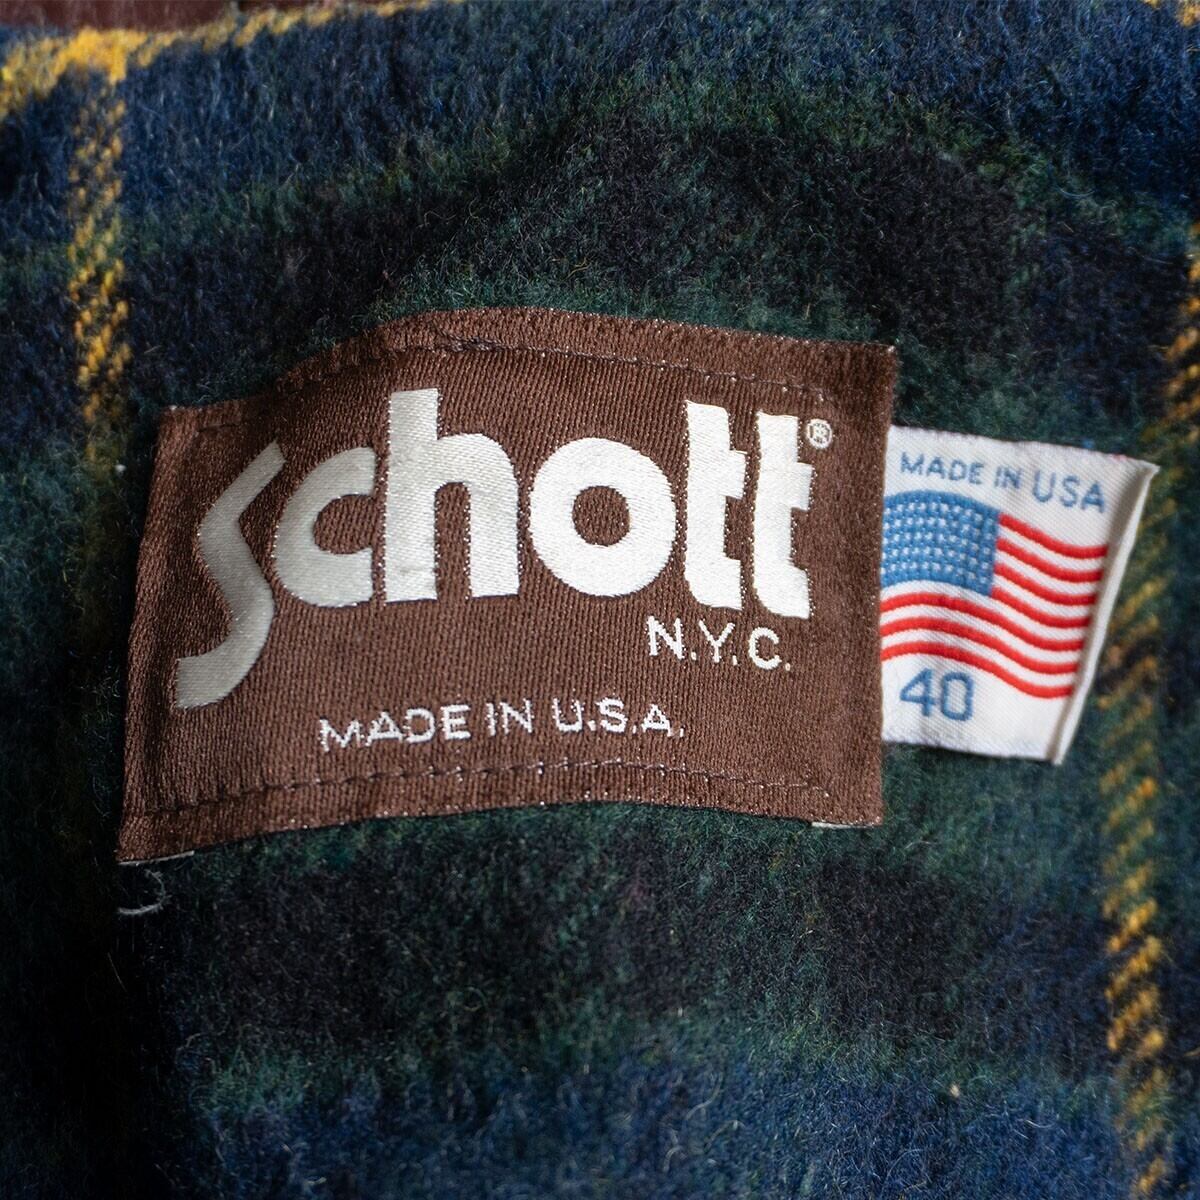 Schott®
N.Y.C.
MADE IN U.S.A.
MADE IN USA
40